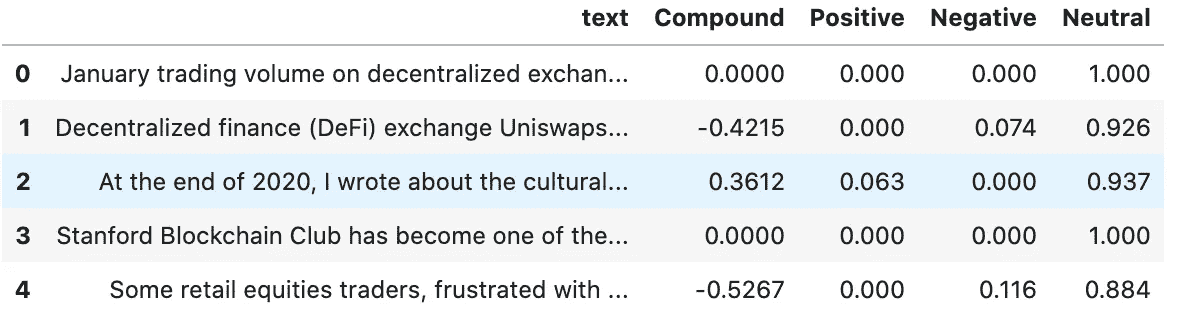 text Compound Positive Negative Neutral
0 January trading volume on decentralized exchan... 0.0000 0.000 0.000 1.000
1 Decentralized finance (DeFi) exchange Uniswaps... -0.4215 0.000 0.074 0.926
2 At the end of 2020, I wrote about the cultural... 0.3612 0.063 0.000 0.937
3 Stanford Blockchain Club has become one of the... 0.0000 0.000 0.000 1.000
4 Some retail equities traders, frustrated with ... -0.5267 0.000 0.116 0.884